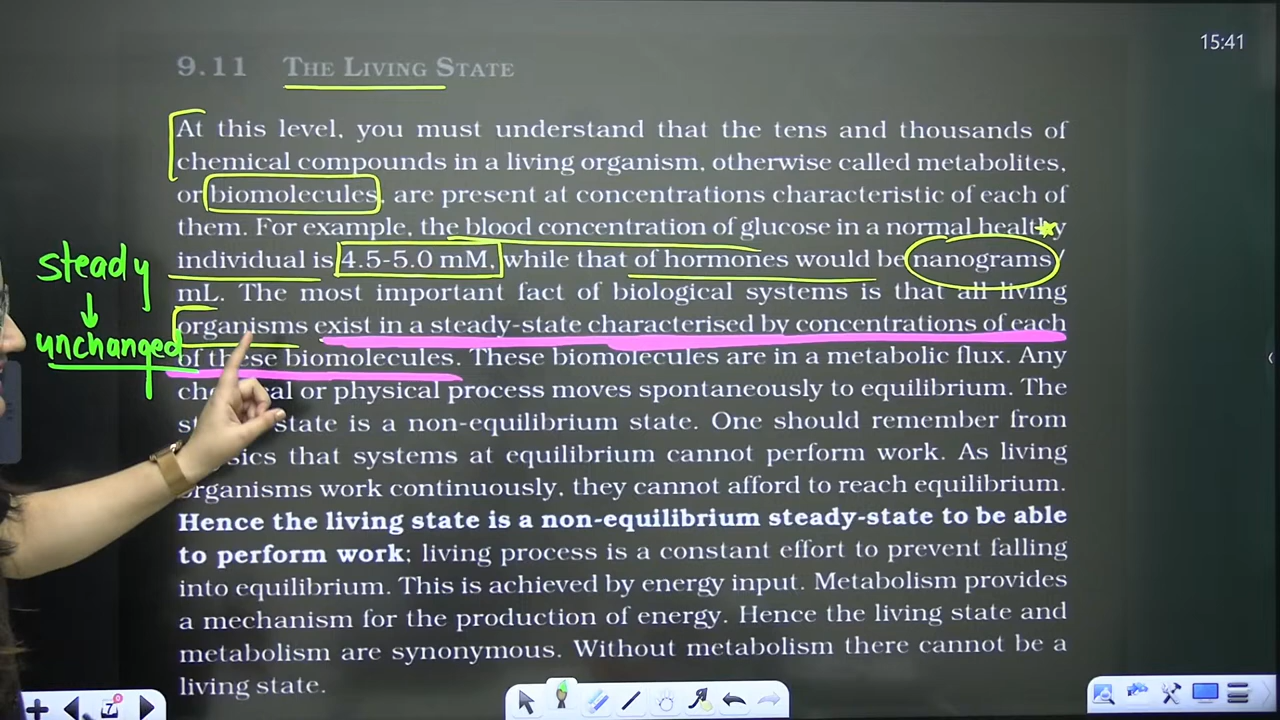 15:41
9.11 THE LIVING STATE
At this level, you must understand that the tens and thousands of
chemical compounds in a living organism, otherwise called metabolites,
or biomolecules, are present at concentrations characteristic of each of
them. For example, the blood concentration of glucose in a normal healthy
individual is 4.5-5.0 mM, while that of hormones would be nanograms/
mL. The most important fact of biological systems is that all living
organisms exist in a steady-state characterised by concentrations of each
of these biomolecules. These biomolecules are in a metabolic flux. Any
or physical process moves spontaneously to equilibrium. The
state is a non-equilibrium state. One should remember from
that systems at equilibrium cannot perform work. As living
organisms work continuously, they cannot afford to reach equilibrium.
Hence the living state is a non-equilibrium steady-state to be able
to perform work; living process is a constant effort to prevent falling
into equilibrium. This is achieved by energy input. Metabolism provides
a mechanism for the production of energy. Hence the living state and
metabolism are synonymous. Without metabolism there cannot be a
living state.
steady
unchanged
7